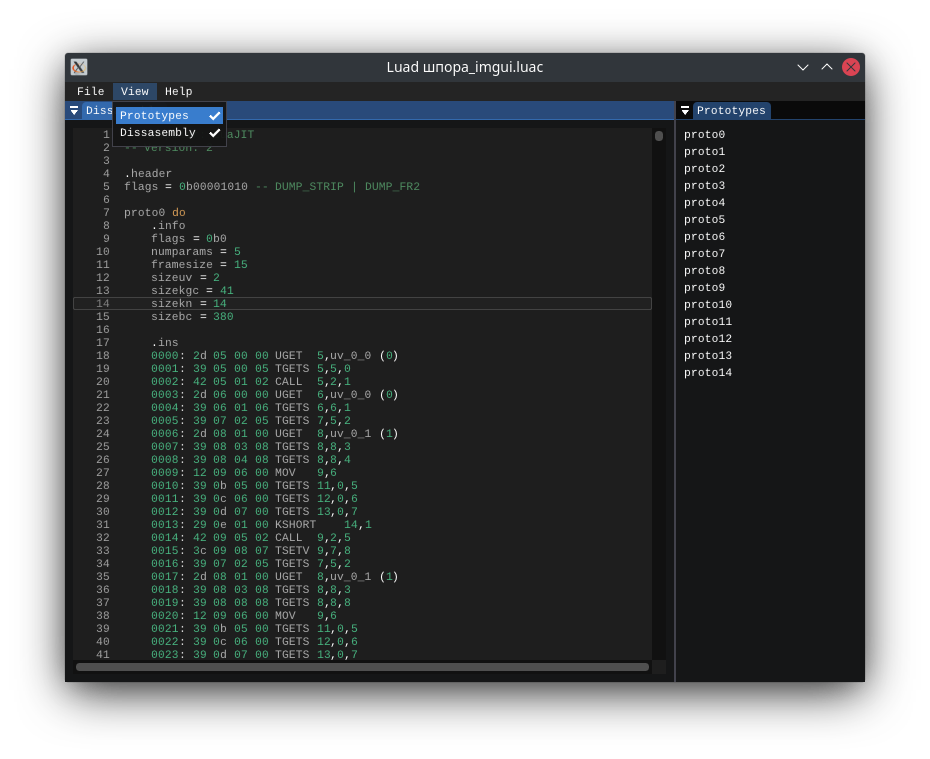 Luad шпора_imgui.luac
File View Help
Diss
Prototypes
Dissasembly
Prototypes
1 aJIT
2 -- version: 2
3
4 .header
5 flags = 0b00001010 -- DUMP_STRIP | DUMP_FR2
6
7 proto0 do
8 .info
9 flags = 0b0
10 numparams = 5
11 framesize = 15
12 sizeuv = 2
13 sizekgc = 41
14 sizekn = 14
15 sizebc = 380
16
17 .ins
18 0000: 2d 05 00 00 UGET 5,uv_0_0 (0)
19 0001: 39 05 00 05 TGETS 5,5,0
20 0002: 42 05 01 02 CALL 5,2,1
21 0003: 2d 06 00 00 UGET 6,uv_0_0 (0)
22 0004: 39 06 01 06 TGETS 6,6,1
23 0005: 39 07 02 05 TGETS 7,5,2
24 0006: 2d 08 01 00 UGET 8,uv_0_1 (1)
25 0007: 39 08 03 08 TGETS 8,8,3
26 0008: 39 08 04 08 TGETS 8,8,4
27 0009: 12 09 06 00 MOV 9,6
28 0010: 39 0b 05 00 TGETS 11,0,5
29 0011: 39 0c 06 00 TGETS 12,0,6
30 0012: 39 0d 07 00 TGETS 13,0,7
31 0013: 29 0e 01 00 KSHORT 14,1
32 0014: 42 09 05 02 CALL 9,2,5
33 0015: 3c 09 08 07 TSETV 9,7,8
34 0016: 39 07 02 05 TGETS 7,5,2
35 0017: 2d 08 01 00 UGET 8,uv_0_1 (1)
36 0018: 39 08 03 08 TGETS 8,8,3
37 0019: 39 08 08 08 TGETS 8,8,8
38 0020: 12 09 06 00 MOV 9,6
39 0021: 39 0b 05 00 TGETS 11,0,5
40 0022: 39 0c 06 00 TGETS 12,0,6
41 0023: 39 0d 07 00 TGETS 13,0,7
proto0
proto1
proto2
proto3
proto4
proto5
proto6
proto7
proto8
proto9
proto10
proto11
proto12
proto13
proto14